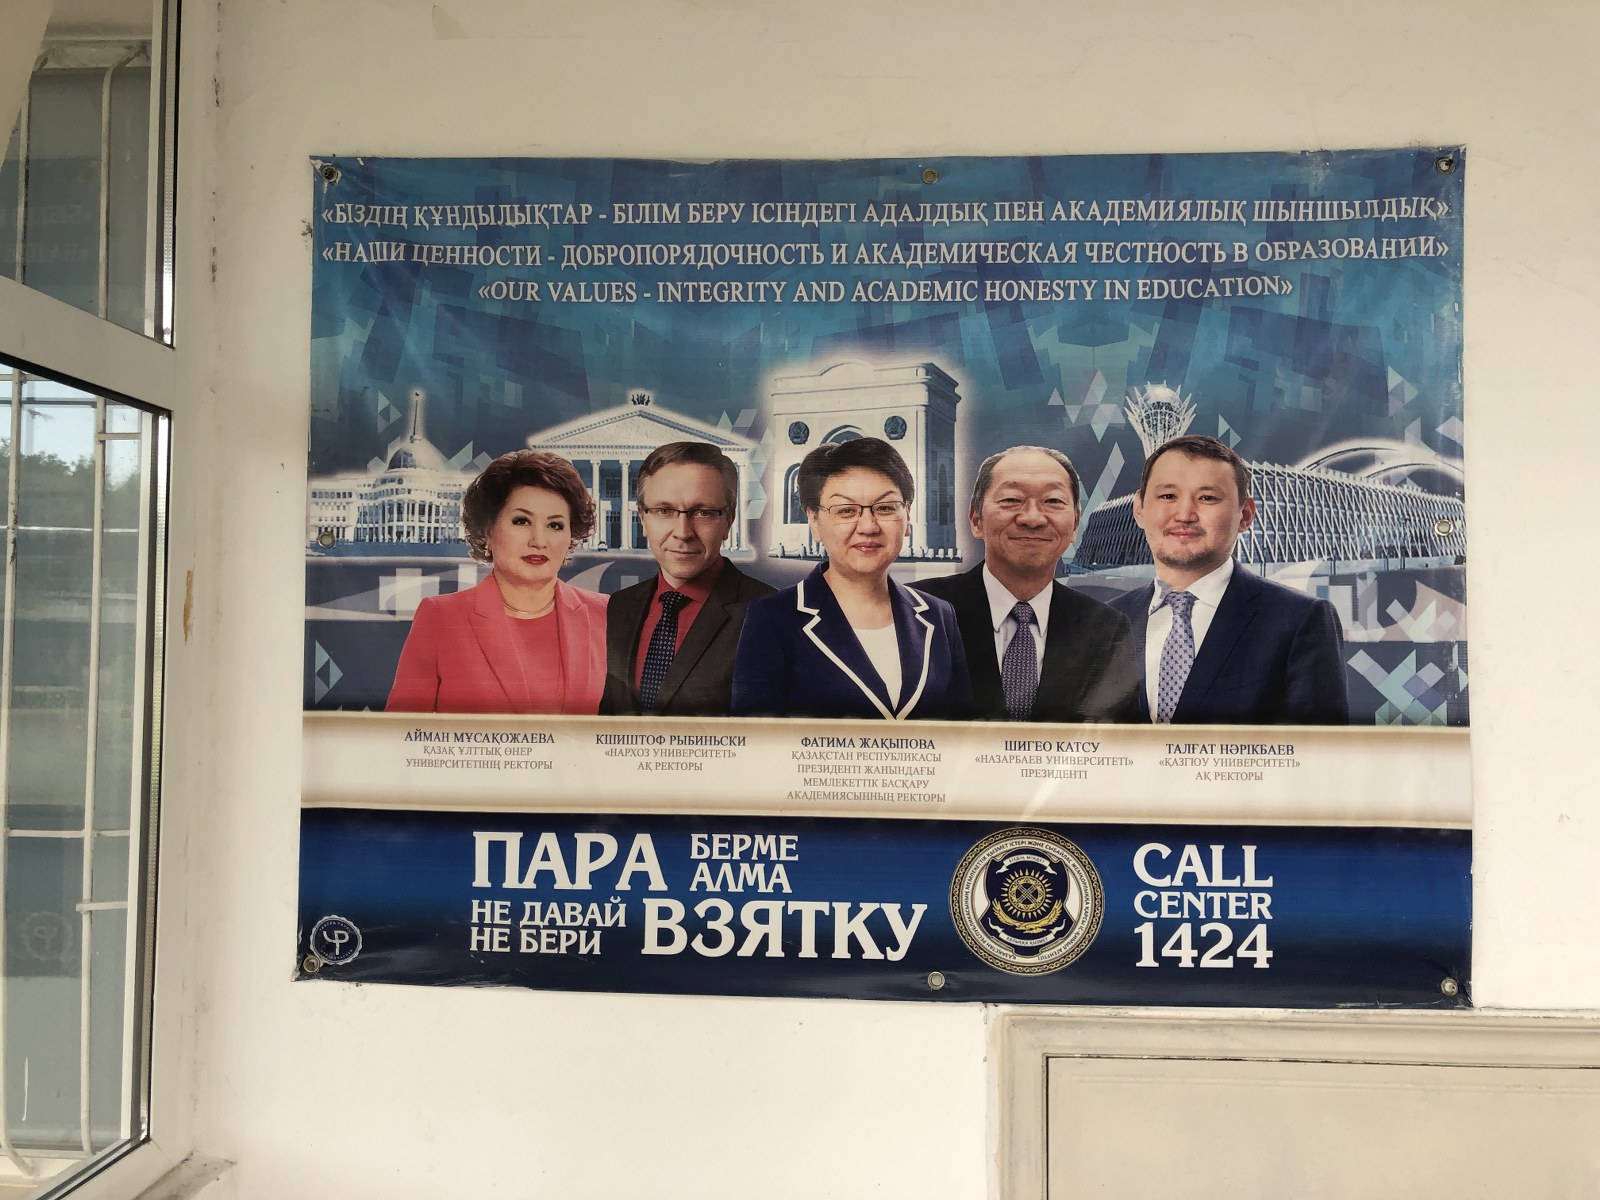 «БІЗДІҢ ҚҰНДЫЛЫҚТАР - БІЛІМ БЕРУ ІСІНДЕГІ АДАЛДЫҚ ПЕН АКАДЕМИЯЛЫҚ ШЫНШЫЛДЫҚ»
«НАШИ ЦЕННОСТИ - ДОБРОПОРЯДОЧНОСТЬ И АКАДЕМИЧЕСКАЯ ЧЕСТНОСТЬ В ОБРАЗОВАНИИ»
«OUR VALUES - INTEGRITY AND ACADEMIC HONESTY IN EDUCATION»
АЙМАН МҰСАҚОЖАЕВА
ҚАЗАҚ ҰЛТТЫҚ ӨНЕР
УНИВЕРСИТЕТІНІҢ РЕКТОРЫ
КШИШТОФ РЫБИНЬСКИ
«НАРХОЗ УНИВЕРСИТЕТІ»
АҚ РЕКТОРЫ
ФАТИМА ЖАҚЫПОВА
ҚАЗАҚСТАН РЕСПУБЛИКАСЫ
ПРЕЗИДЕНТІ ЖАНЫНДАҒЫ
МЕМЛЕКЕТТІК БАСҚАРУ
АКАДЕМИЯСЫННЫҢ РЕКТОРЫ
ШИГЕО КАТСУ
«НАЗАРБАЕВ УНИВЕРСИТЕТІ»
ПРЕЗИДЕНТІ
ТАЛҒАТ НӘРІКБАЕВ
«ҚАЗГЮУ УНИВЕРСИТЕТІ»
АҚ РЕКТОРЫ
ПАРА БЕРМЕ
АЛМА
НЕ ДАВАЙ
НЕ БЕРИ ВЗЯТКУ
CALL
CENTER
1424